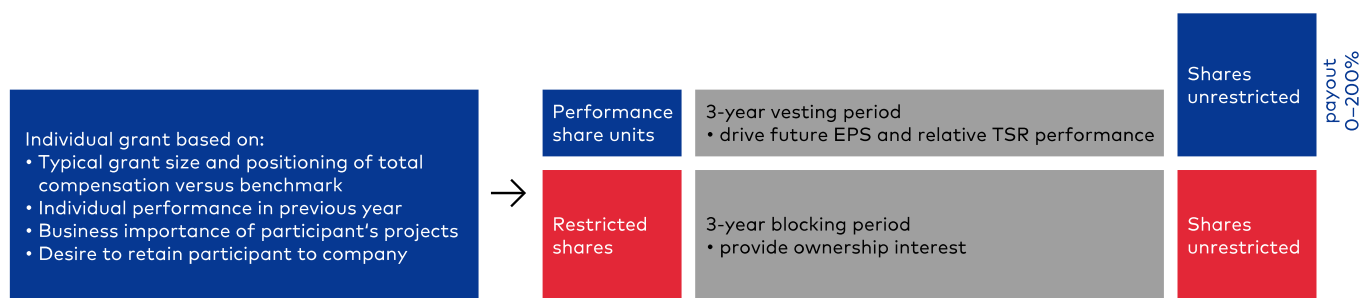 Individual grant based on:
• Typical grant size and positioning of total
compensation versus benchmark
• Individual performance in previous year
• Business importance of participant‘s projects
• Desire to retain participant to company
Performance
share units
3-year vesting period
• drive future EPS and relative TSR performance
Shares
unrestricted
payout
0–200%
Restricted
shares
3-year blocking period
• provide ownership interest
Shares
unrestricted